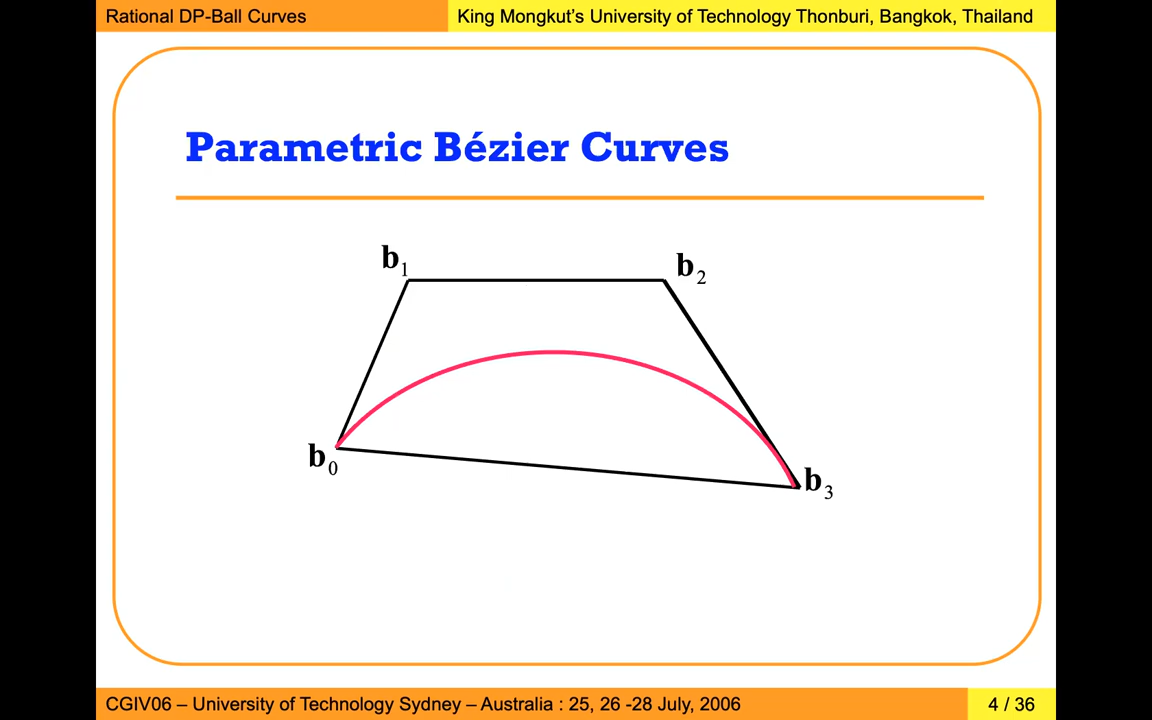 Rational DP-Ball Curves
King Mongkut's University of Technology Thonburi, Bangkok, Thailand
Parametric Bézier Curves
b1
b2
b0
b3
CGIV06 – University of Technology Sydney – Australia : 25, 26 -28 July, 2006
4 / 36